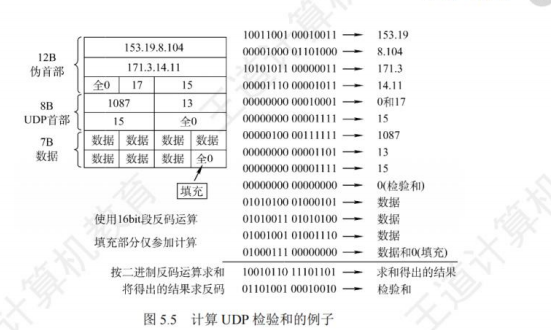 12B
伪首部
153.19.8.104
171.3.14.11
全0 17 15
8B
UDP首部
1087 13
15 全0
7B
数据
数据 数据 数据 数据
数据 数据 数据 全0
填充
使用16bit段反码运算
填充部分仅参加计算
10011001 00010011 → 153.19
00001000 01101000 → 8.104
10101011 00000011 → 171.3
00001110 00001011 → 14.11
00000000 00010001 → 0和17
00000000 00001111 → 15
00000100 00111111 → 1087
00000000 00001101 → 13
00000000 00001111 → 15
00000000 00000000 → 0(检验和)
01010100 01000101 → 数据
01010011 01010100 → 数据
01001001 01001110 → 数据
01000111 00000000 → 数据和0(填充)
按二进制反码运算求和 10010110 11101101 → 求和得出的结果
将得出的结果求反码 01101001 00010010 → 检验和
图 5.5 计算 UDP 检验和的例子
王道计算机教育